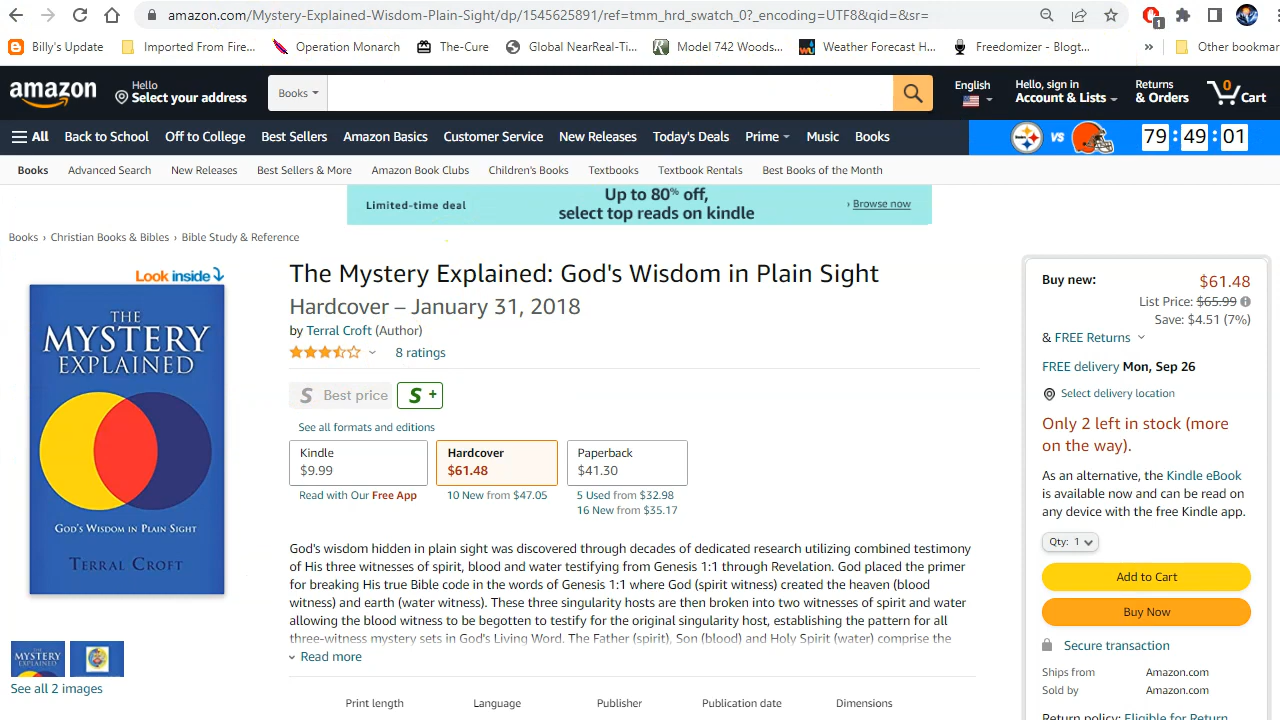 amazon.com/Mystery-Explained-Wisdom-Plain-Sight/dp/1545625891/ref=tmm_hrd_swatch_0?_encoding=UTF8&qid=&sr=
1
Billy's Update
Imported From Fire...
Operation Monarch
The-Cure
Global NearReal-Ti...
Model 742 Woods...
Weather Forecast H...
Freedomizer - Blogt...
»
Other bookmar
amazon
Hello
Select your address
Books
English
Hello, sign in
Account & Lists
Returns
& Orders
0
Cart
All
Back to School
Off to College
Best Sellers
Amazon Basics
Customer Service
New Releases
Today's Deals
Prime
Music
Books
VS
79 : 49 : 01
Books
Advanced Search
New Releases
Best Sellers & More
Amazon Book Clubs
Children's Books
Textbooks
Textbook Rentals
Best Books of the Month
Limited-time deal
Up to 80% off,
select top reads on kindle
› Browse now
Books › Christian Books & Bibles › Bible Study & Reference
Look inside
THE
MYSTERY
EXPLAINED
GOD'S WISDOM IN PLAIN SIGHT
TERRAL CROFT
See all 2 images
The Mystery Explained: God's Wisdom in Plain Sight
Hardcover – January 31, 2018
by Terral Croft (Author)
8 ratings
S Best price
S +
See all formats and editions
Kindle
$9.99
Read with Our Free App
Hardcover
$61.48
10 New from $47.05
Paperback
$41.30
5 Used from $32.98
16 New from $35.17
God's wisdom hidden in plain sight was discovered through decades of dedicated research utilizing combined testimony
of His three witnesses of spirit, blood and water testifying from Genesis 1:1 through Revelation. God placed the primer
for breaking His true Bible code in the words of Genesis 1:1 where God (spirit witness) created the heaven (blood
witness) and earth (water witness). These three singularity hosts are then broken into two witnesses of spirit and water
allowing the blood witness to be begotten to testify for the original singularity host, establishing the pattern for all
three-witness mystery sets in God's Living Word. The Father (spirit), Son (blood) and Holy Spirit (water) comprise the
Read more
Print length
Language
Publisher
Publication date
Dimensions
Buy new:
$61.48
List Price: $65.99
Save: $4.51 (7%)
& FREE Returns
FREE delivery Mon, Sep 26
Select delivery location
Only 2 left in stock (more
on the way).
As an alternative, the Kindle eBook
is available now and can be read on
any device with the free Kindle app.
Qty: 1
Add to Cart
Buy Now
Secure transaction
Ships from
Amazon.com
Sold by
Amazon.com
Return policy: Eligible for Return